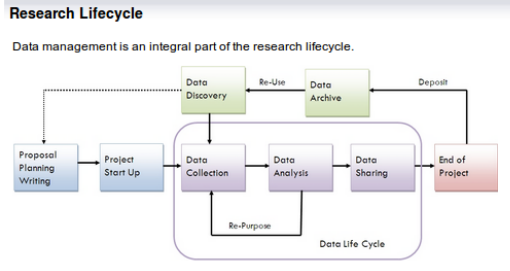 Research Lifecycle
Data management is an integral part of the research lifecycle.
Data
Discovery
Re-Use
Data
Archive
Deposit
Proposal
Planning
Writing
Project
Start Up
Data
Collection
Data
Analysis
Data
Sharing
End of
Project
Re-Purpose
Data Life Cycle